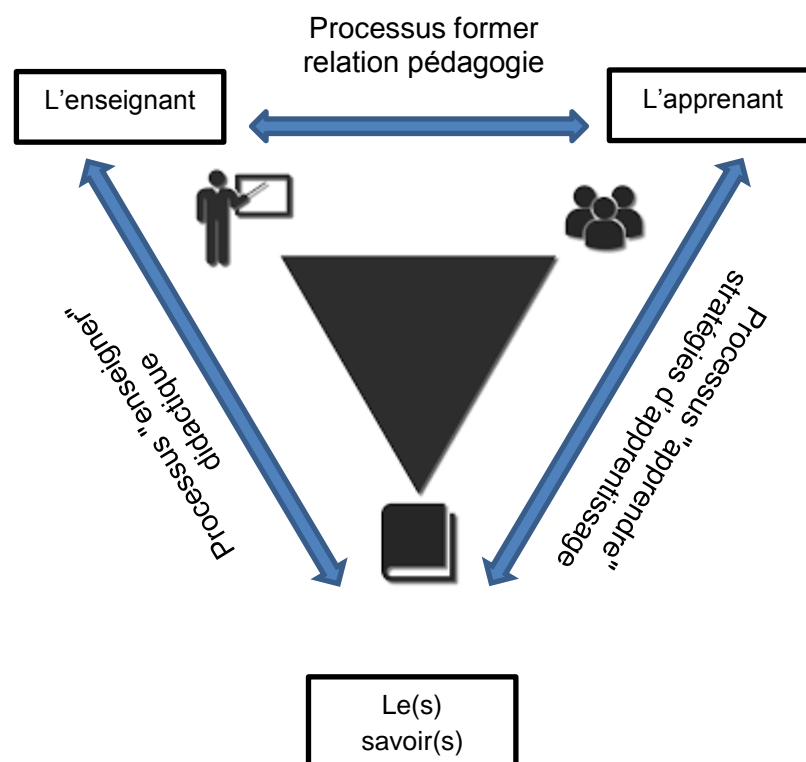 Processus former
relation pédagogie
L'enseignant
L'apprenant
Processus "enseigner"
didactique
Processus "apprendre"
stratégies d'apprentissage
Le(s)
savoir(s)